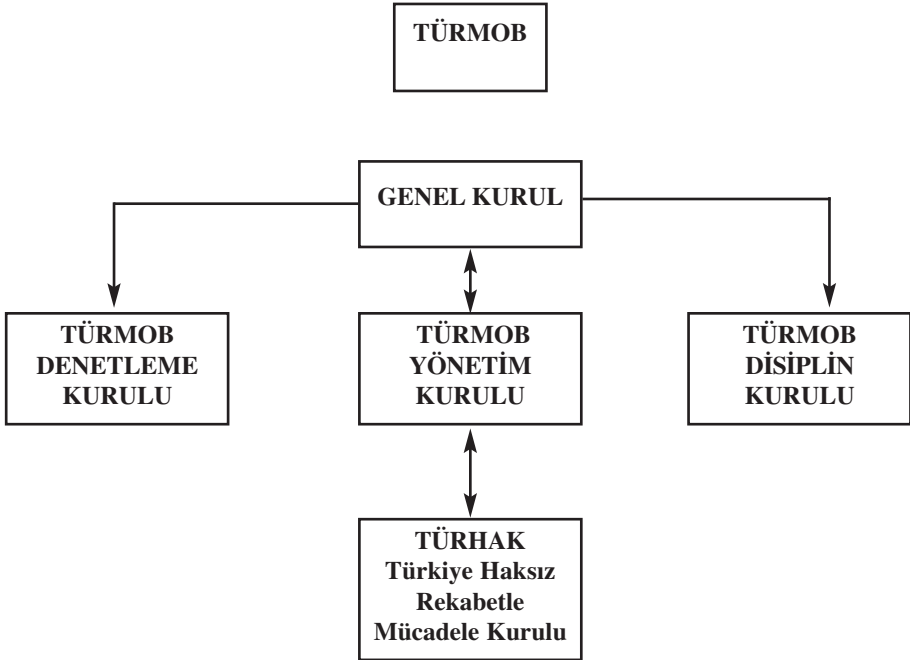 TÜRMOB
GENEL KURUL
TÜRMOB
DENETLEME
KURULU
TÜRMOB
YÖNETİM
KURULU
TÜRMOB
DİSİPLİN
KURULU
TÜRHAK
Türkiye Haksız
Rekabetle
Mücadele Kurulu